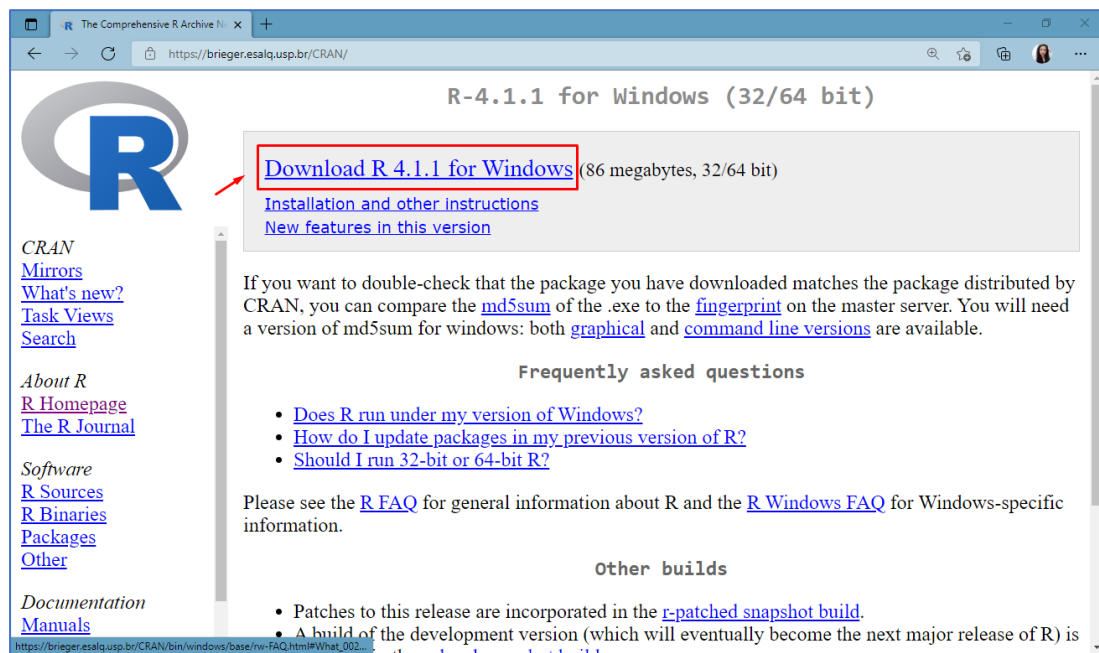 The Comprehensive R Archive N
https://brieger.esalq.usp.br/CRAN/
R
CRAN
Mirrors
What's new?
Task Views
Search
About R
R Homepage
The R Journal
Software
R Sources
R Binaries
Packages
Other
Documentation
Manuals
R-4.1.1 for Windows (32/64 bit)
Download R 4.1.1 for Windows (86 megabytes, 32/64 bit)
Installation and other instructions
New features in this version
If you want to double-check that the package you have downloaded matches the package distributed by
CRAN, you can compare the md5sum of the .exe to the fingerprint on the master server. You will need
a version of md5sum for windows: both graphical and command line versions are available.
Frequently asked questions
• Does R run under my version of Windows?
• How do I update packages in my previous version of R?
• Should I run 32-bit or 64-bit R?
Please see the R FAQ for general information about R and the R Windows FAQ for Windows-specific
information.
Other builds
• Patches to this release are incorporated in the r-patched snapshot build.
• A build of the development version (which will eventually become the next major release of R) is
https://brieger.esalq.usp.br/CRAN/bin/windows/base/rw-FAQ.html#What_002...